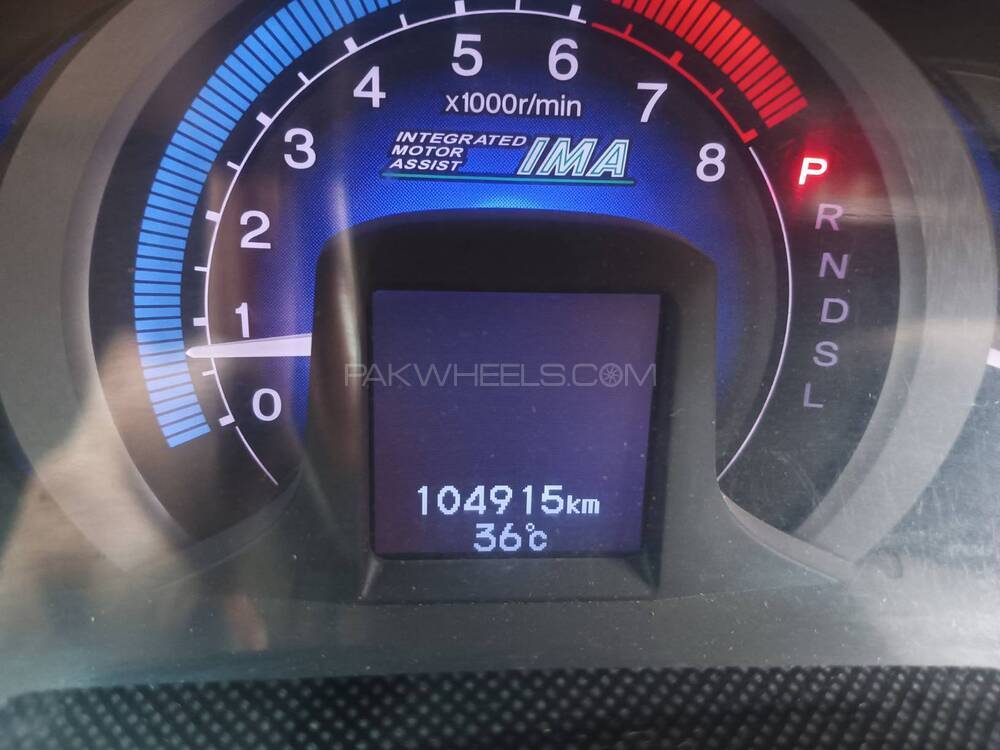 5
6
4
7
x1000r/min
3
INTEGRATED
MOTOR
ASSIST
IMA
8
P
R
N
D
S
L
2
1
0
PAKWHEELS.COM
104915km
36°C